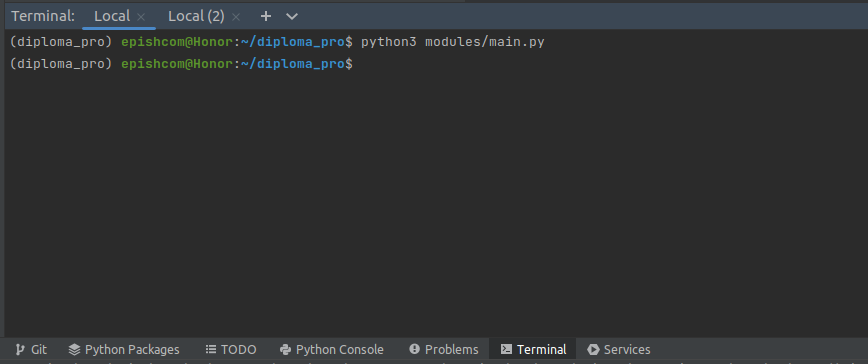 Terminal: Local × Local (2) × +
(diploma_pro) epishcom@Honor:~/diploma_pro$ python3 modules/main.py
(diploma_pro) epishcom@Honor:~/diploma_pro$
Git Python Packages TODO Python Console Problems Terminal Services